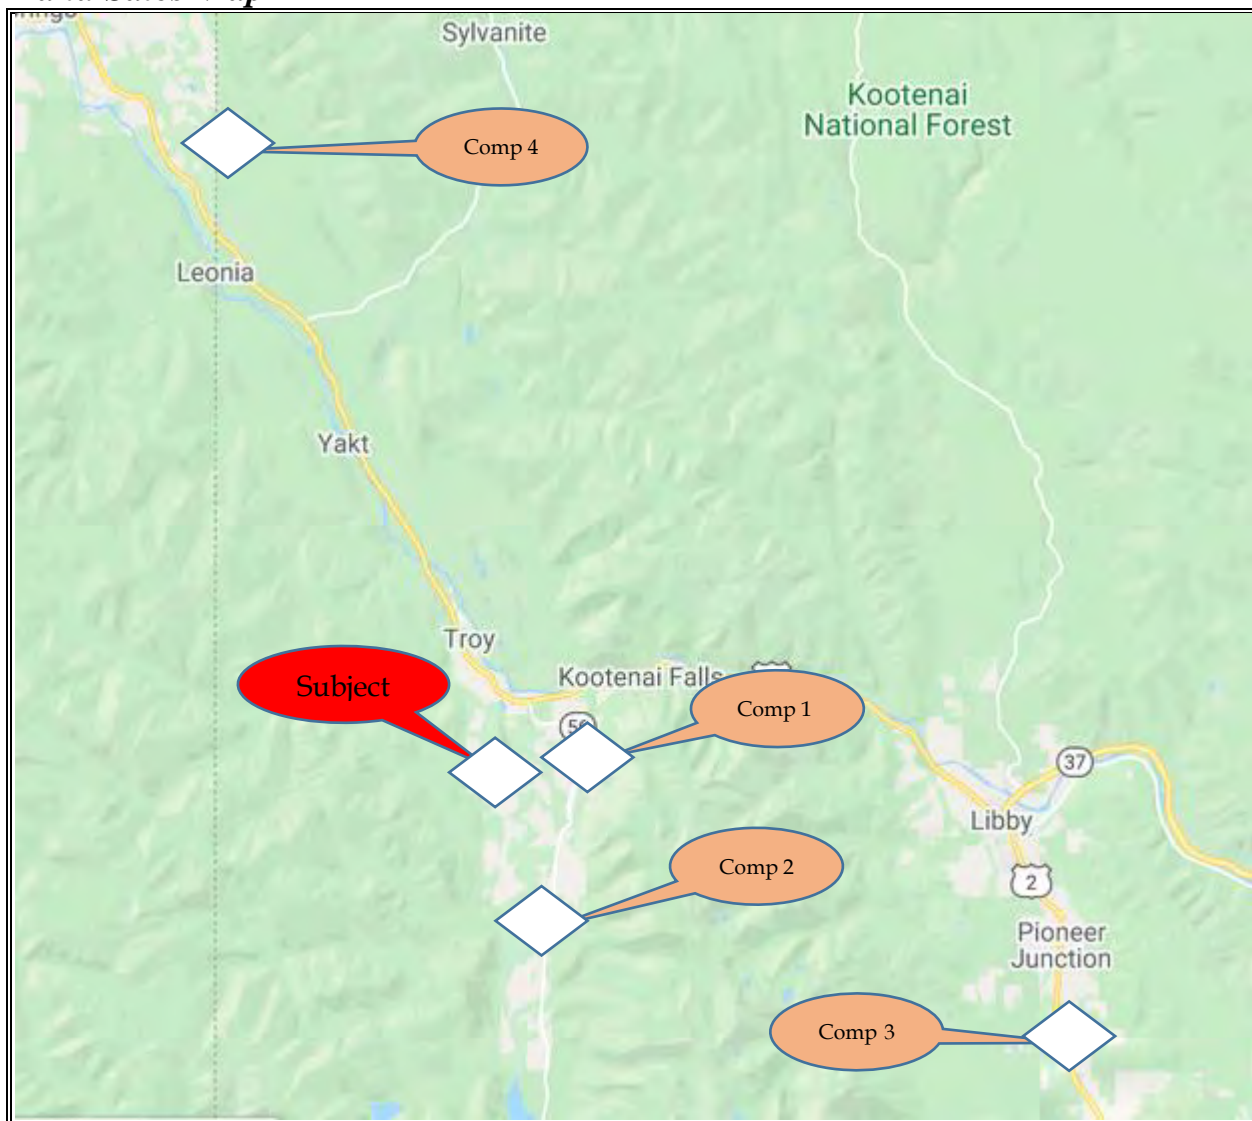 Sylvanite
Kootenai
National Forest
Comp 4
Leonia
Yakt
Troy
Kootenai Falls
Subject
Comp 1
37
Libby
Comp 2
2
Pioneer
Junction
Comp 3